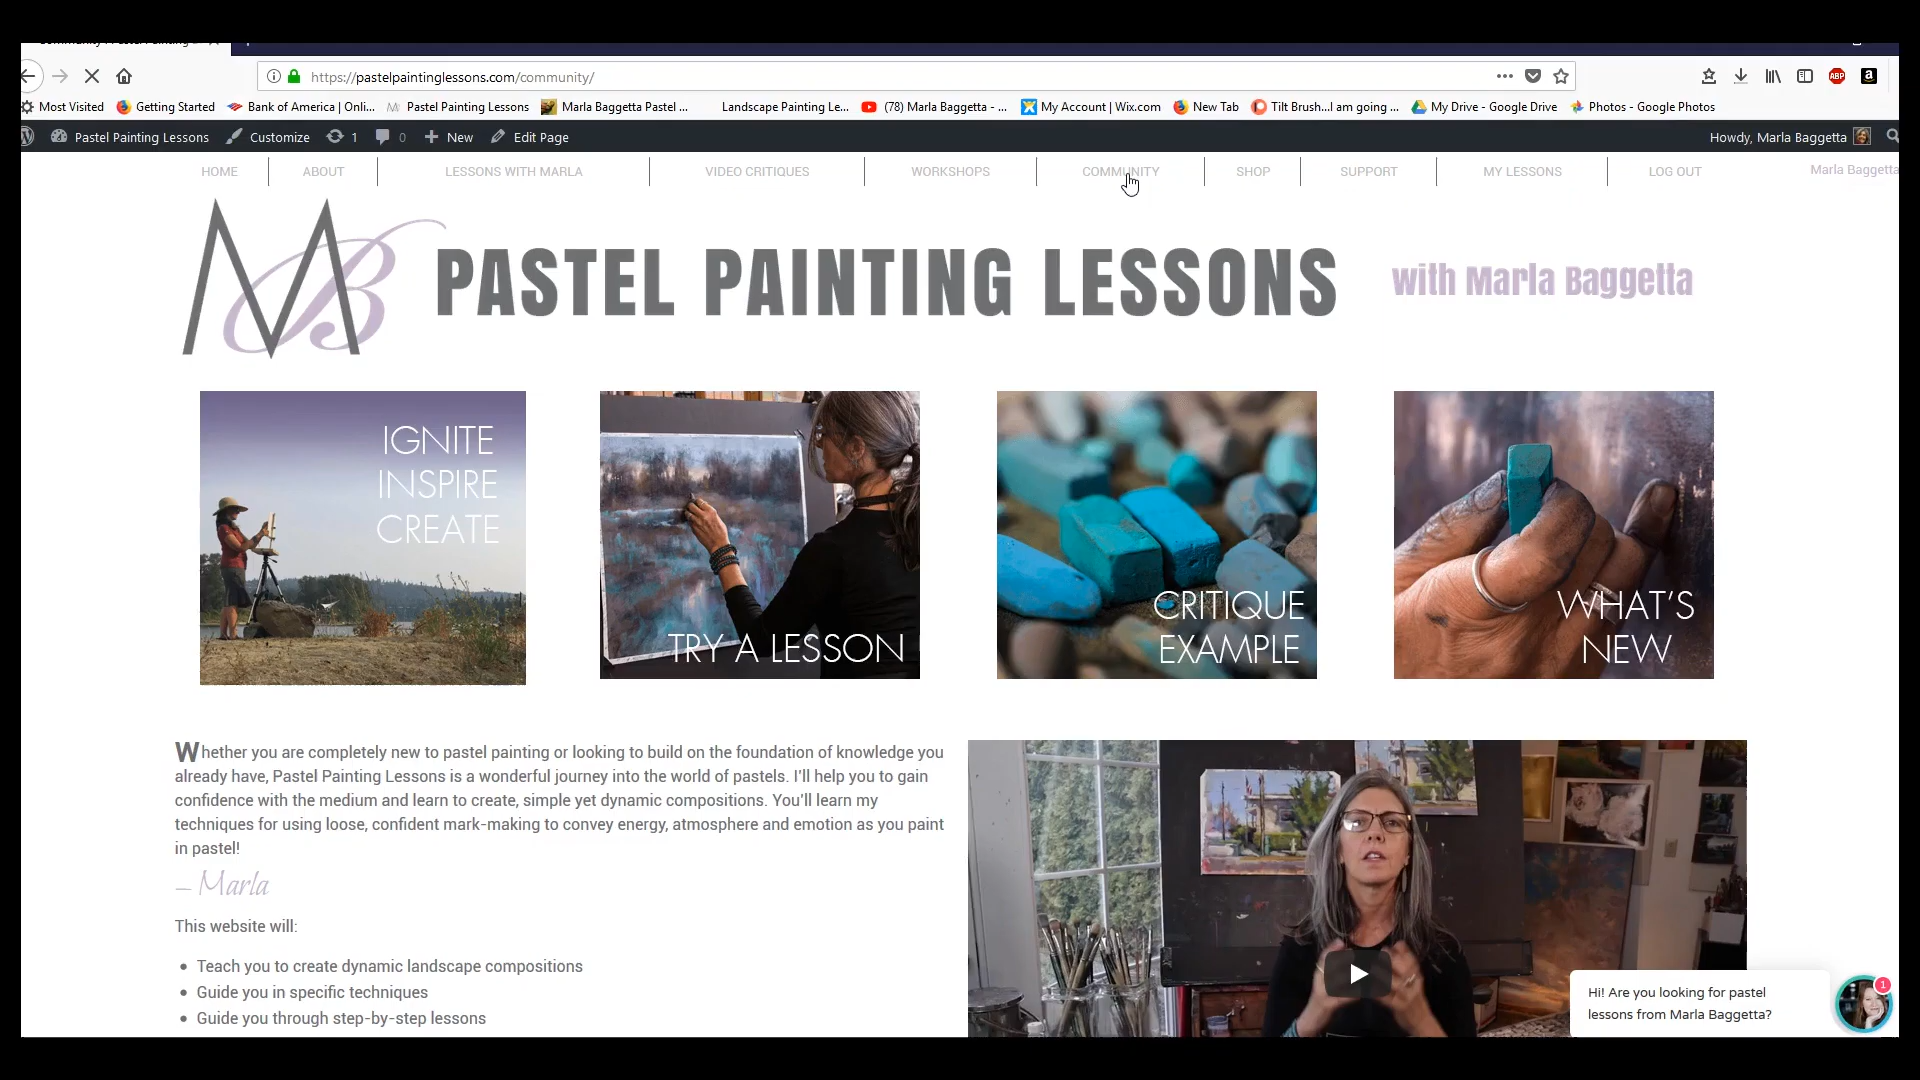 https://pastelpaintinglessons.com/community/
Most Visited Getting Started Bank of America | Onli... Pastel Painting Lessons Marla Baggetta Pastel ... Landscape Painting Le... (78) Marla Baggetta - ... My Account | Wix.com New Tab Tilt Brush...I am going ... My Drive - Google Drive Photos - Google Photos
Pastel Painting Lessons Customize 1 0 New Edit Page Howdy, Marla Baggetta
HOME ABOUT LESSONS WITH MARLA VIDEO CRITIQUES WORKSHOPS COMMUNITY SHOP SUPPORT MY LESSONS LOG OUT Marla Baggetta
MB PASTEL PAINTING LESSONS with Marla Baggetta
IGNITE
INSPIRE
CREATE
TRY A LESSON
CRITIQUE
EXAMPLE
WHAT'S
NEW
Whether you are completely new to pastel painting or looking to build on the foundation of knowledge you
already have, Pastel Painting Lessons is a wonderful journey into the world of pastels. I'll help you to gain
confidence with the medium and learn to create, simple yet dynamic compositions. You'll learn my
techniques for using loose, confident mark-making to convey energy, atmosphere and emotion as you paint
in pastel!
– Marla
This website will:
• Teach you to create dynamic landscape compositions
• Guide you in specific techniques
• Guide you through step-by-step lessons
Hi! Are you looking for pastel
lessons from Marla Baggetta?
1
ABP